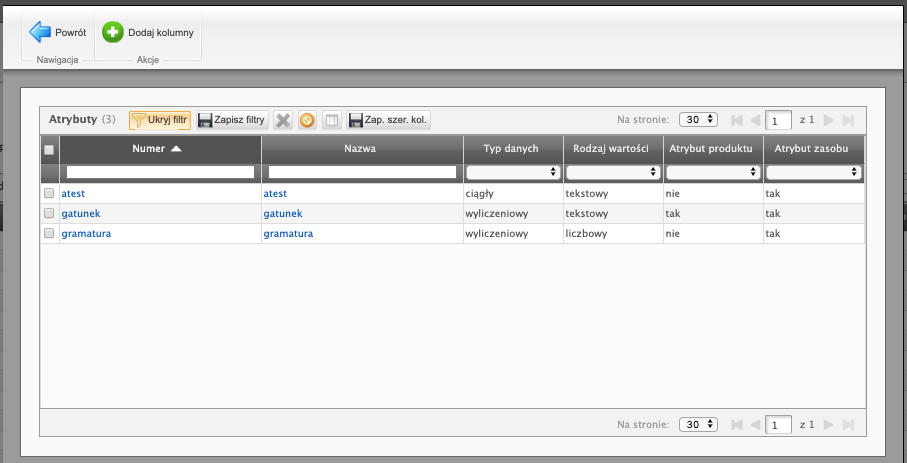 Powrót Dodaj kolumny
Nawigacja Akcje
Atrybuty (3) Ukryj filtr Zapisz filtry Zap. szer. kol. Na stronie: 30 1 z 1
Numer Nazwa Typ danych Rodzaj wartości Atrybut produktu Atrybut zasobu
atest atest ciągły tekstowy nie tak
gatunek gatunek wyliczeniowy tekstowy tak tak
gramatura gramatura wyliczeniowy liczbowy nie tak
Na stronie: 30 1 z 1